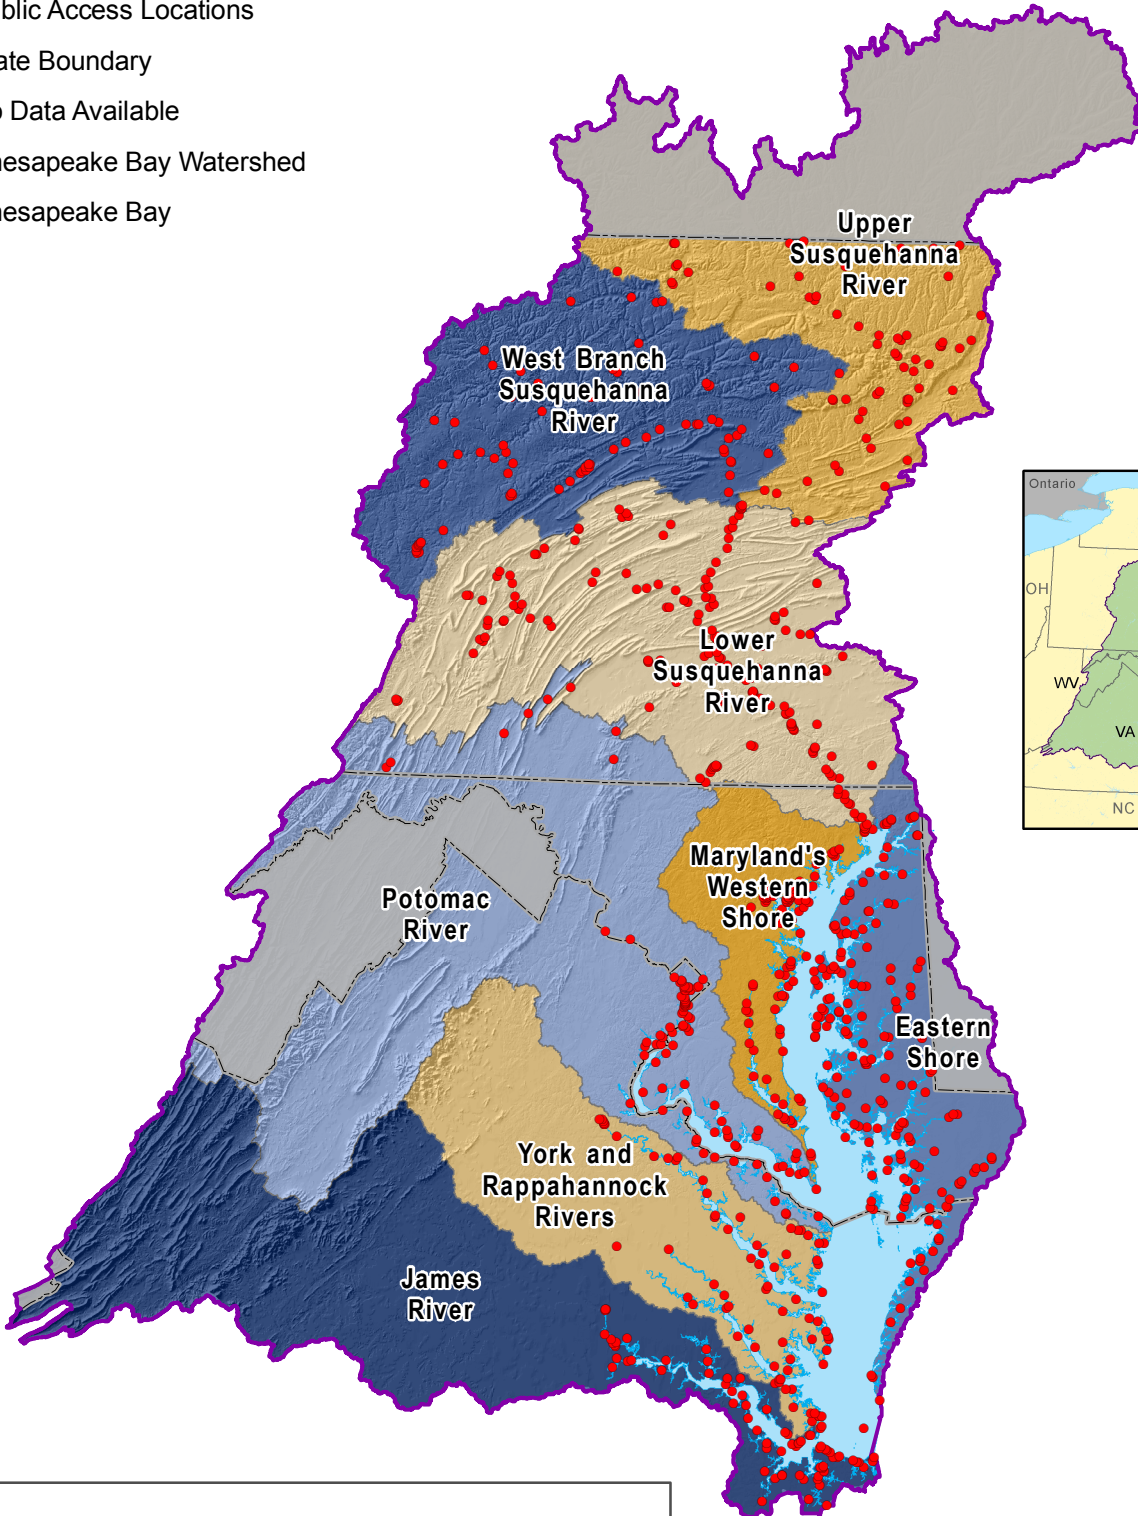 blic Access Locations
ate Boundary
o Data Available
hesapeake Bay Watershed
hesapeake Bay
Upper
Susquehanna
River
West Branch
Susquehanna
River
Ontario
OH
WV
VA
NC
Lower
Susquehanna
River
Maryland's
Western
Shore
Potomac
River
Eastern
Shore
York and
Rappahannock
Rivers
James
River